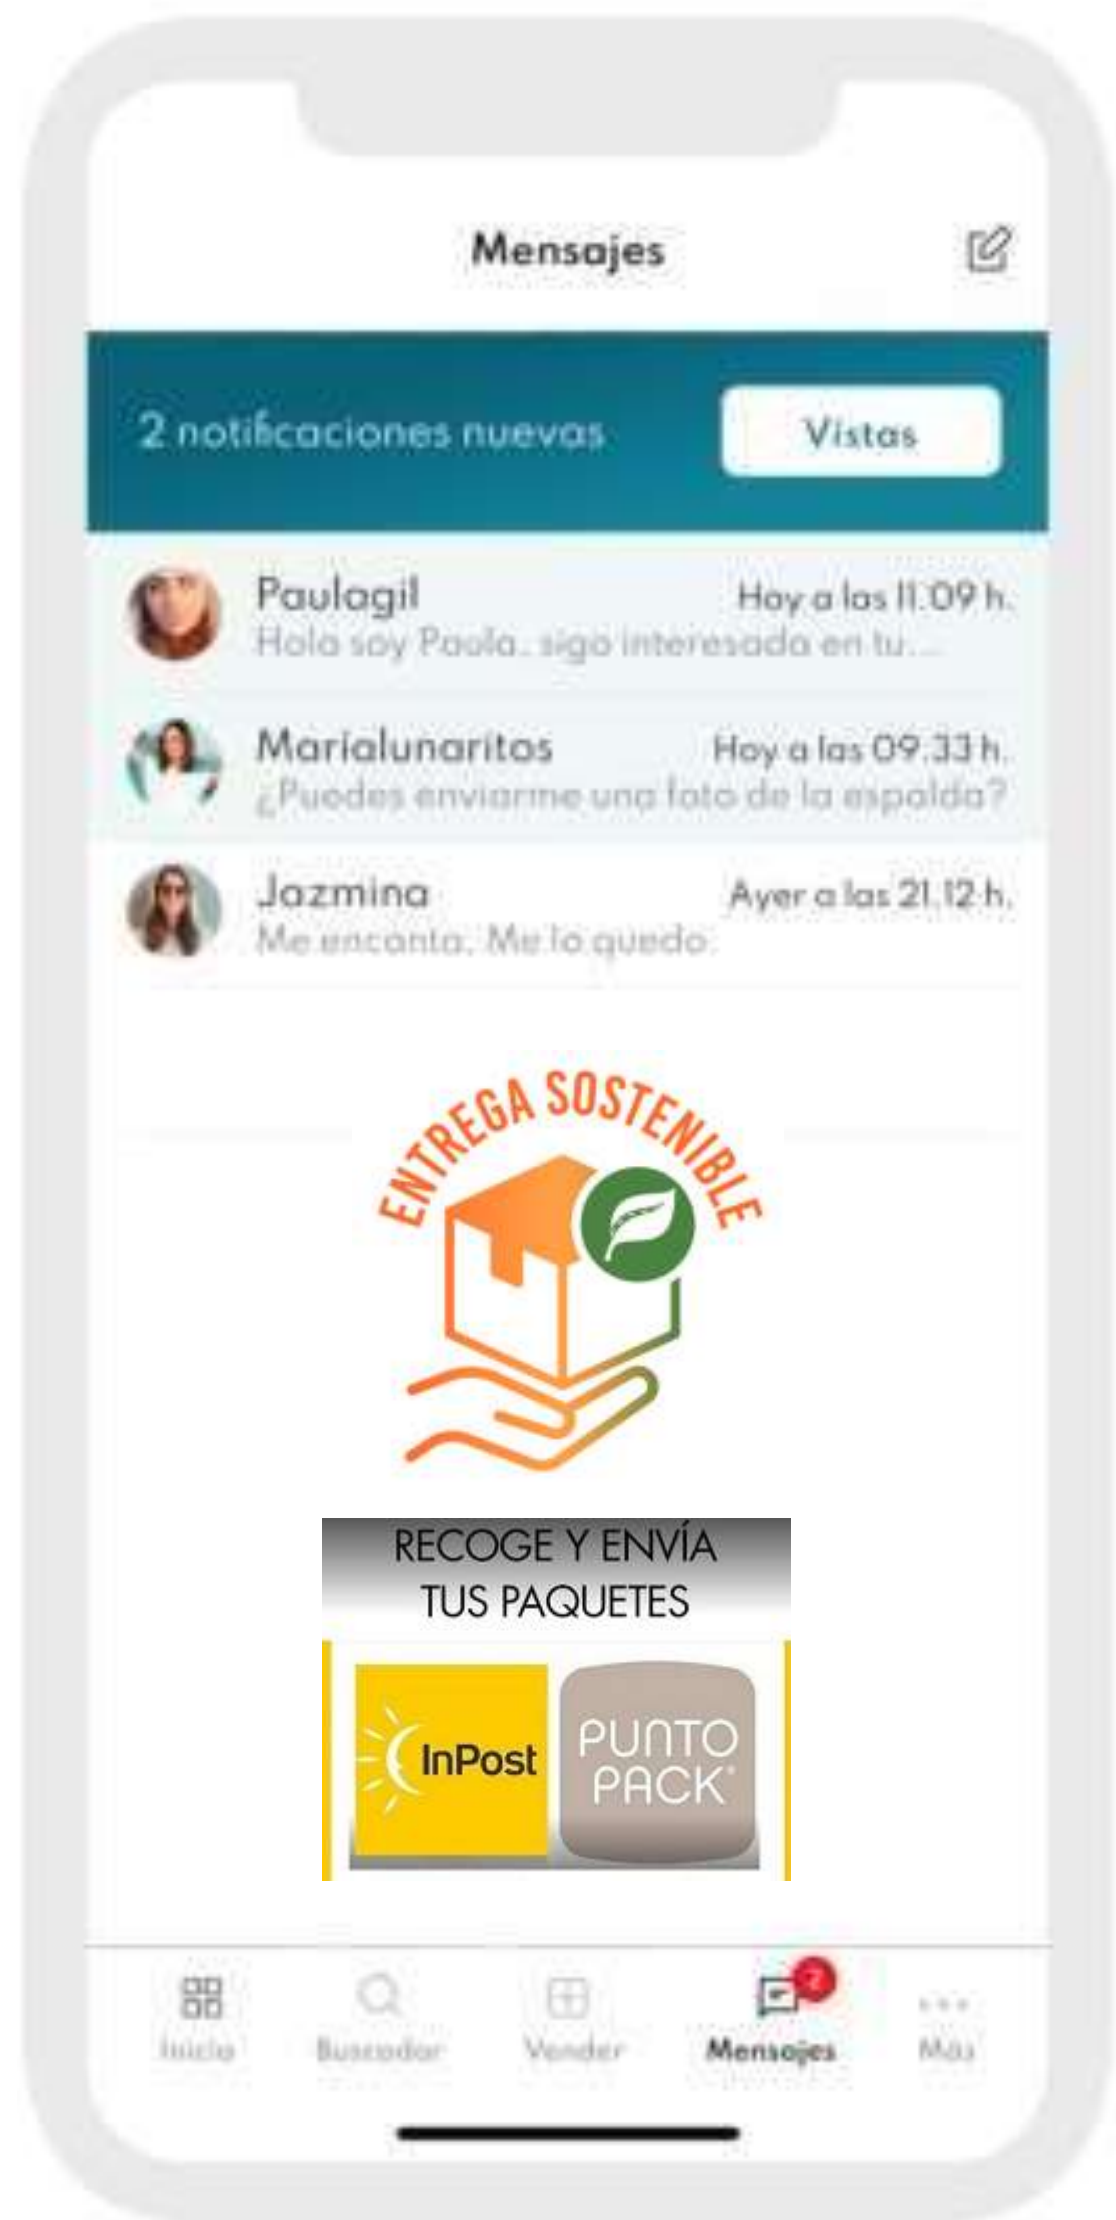 Mensajes
2 notificaciones nuevas
Vistas
Paulagil
Hoy a las 11:09 h.
Hola soy Paula, sigo interesada en tu...
Marialunaritos
Hoy a las 09:33 h.
¿Puedes enviarme una foto de la espalda?
Jazmina
Ayer a las 21.12 h.
Me encanta. Me lo quedo.
ENTREGA SOSTENIBLE
RECOGE Y ENVÍA
TUS PAQUETES
InPost
PUNTO
PACK®
2
Inicio
Buscador
Vender
Mensajes
Más